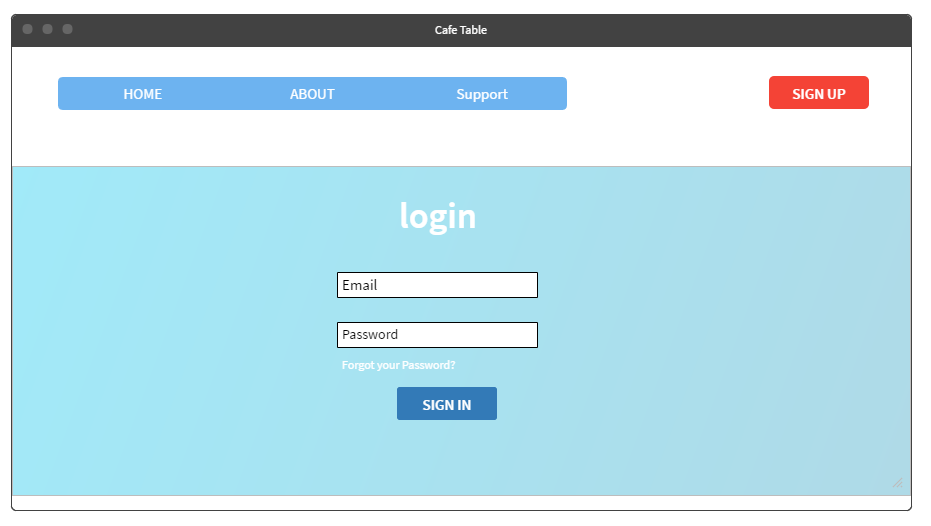 Cafe Table
HOME ABOUT Support SIGN UP
login
Email
Password
Forgot your Password?
SIGN IN